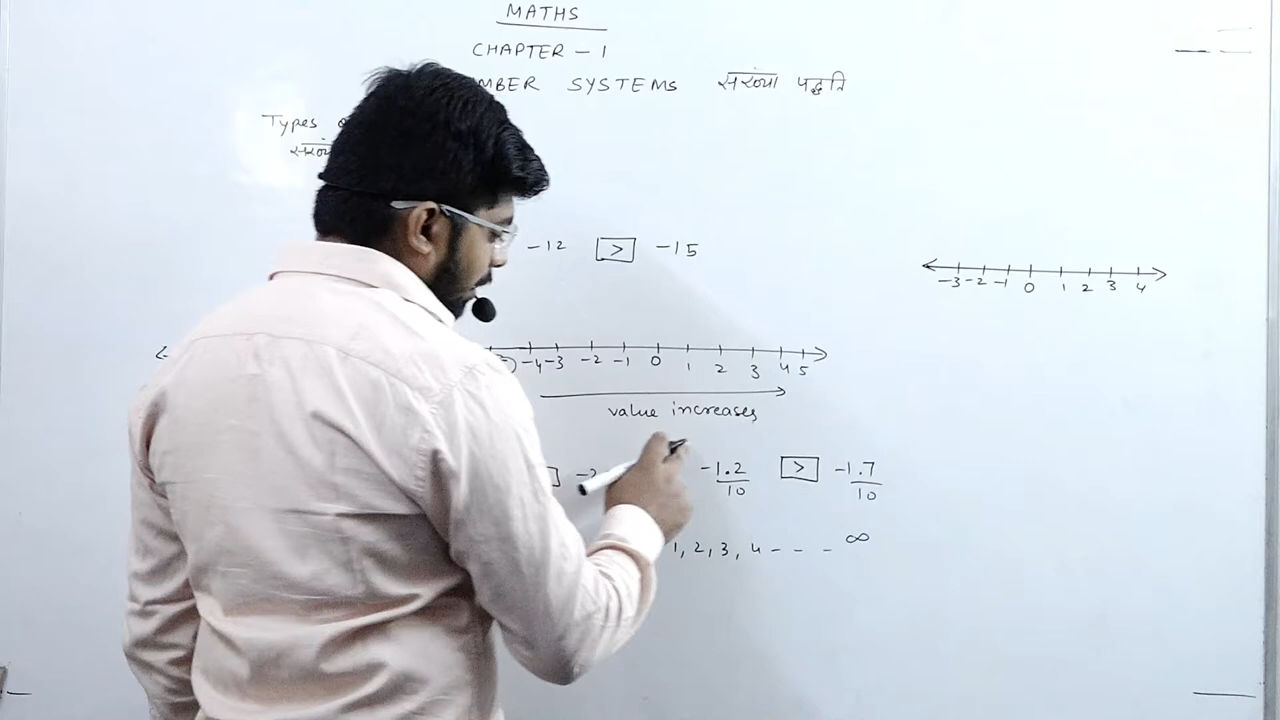 MATHS
CHAPTER - 1
MBER SYSTEMS संख्या पद्धति
Types
-12 > -15
-3 -2 -1 0 1 2 3 4
-4 -3 -2 -1 0 1 2 3 4 5
value increases
-1.2/10 > -1.7/10
1, 2, 3, 4 - - - ∞